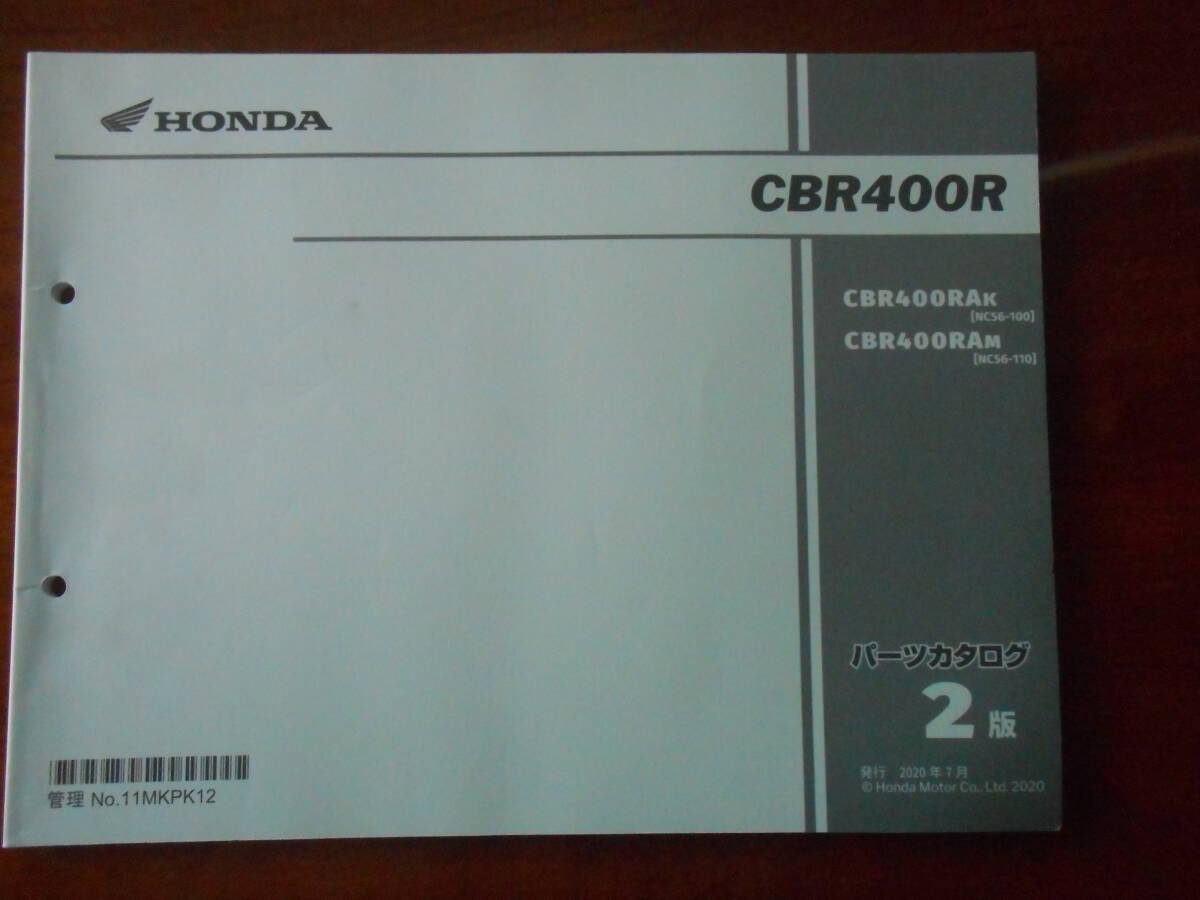 HONDA
CBR400R
CBR400RAK
[NC56-100]
CBR400RAM
[NC56-110]
パーツカタログ
2版
発行 2020年7月
© Honda Motor Co., Ltd. 2020
管理 No.11MKPK12